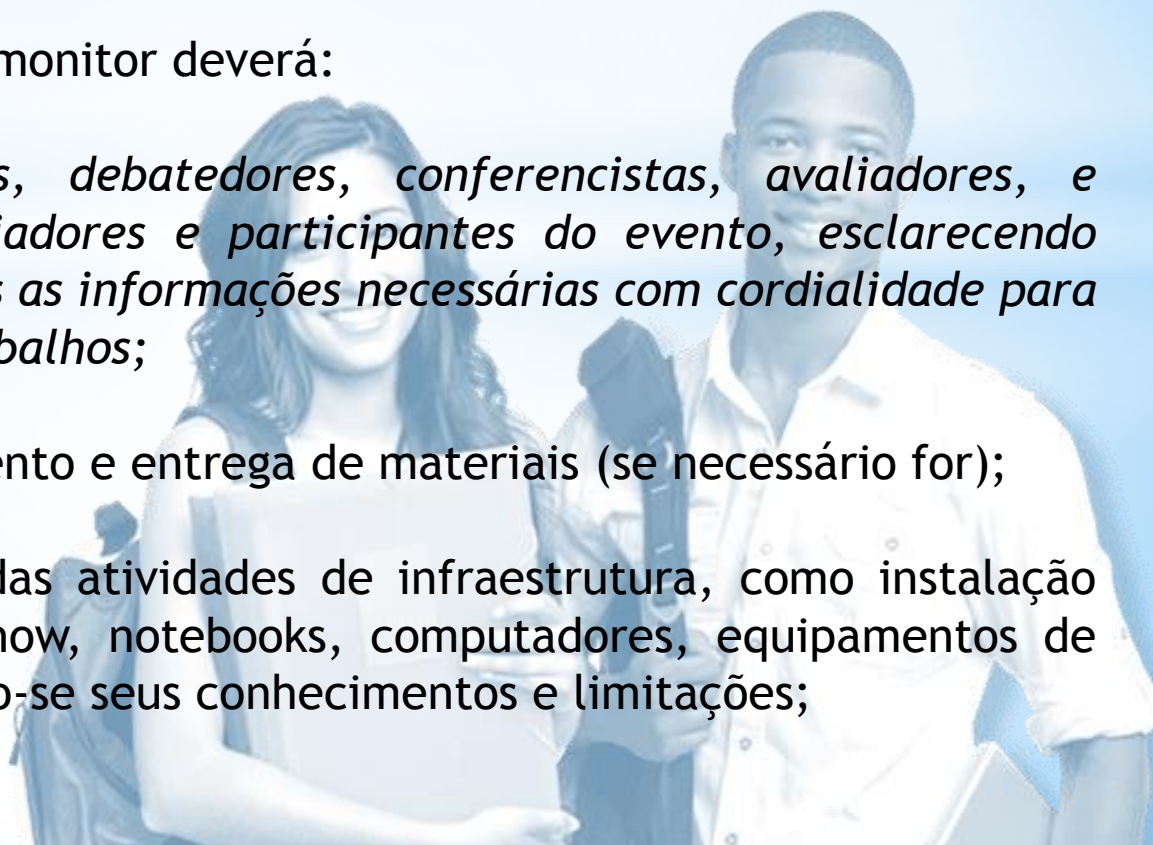 monitor deverá:
s, debatedores, conferencistas, avaliadores, e
iadores e participantes do evento, esclarecendo
s as informações necessárias com cordialidade para
balhos;
ento e entrega de materiais (se necessário for);
das atividades de infraestrutura, como instalação
how, notebooks, computadores, equipamentos de
o-se seus conhecimentos e limitações;